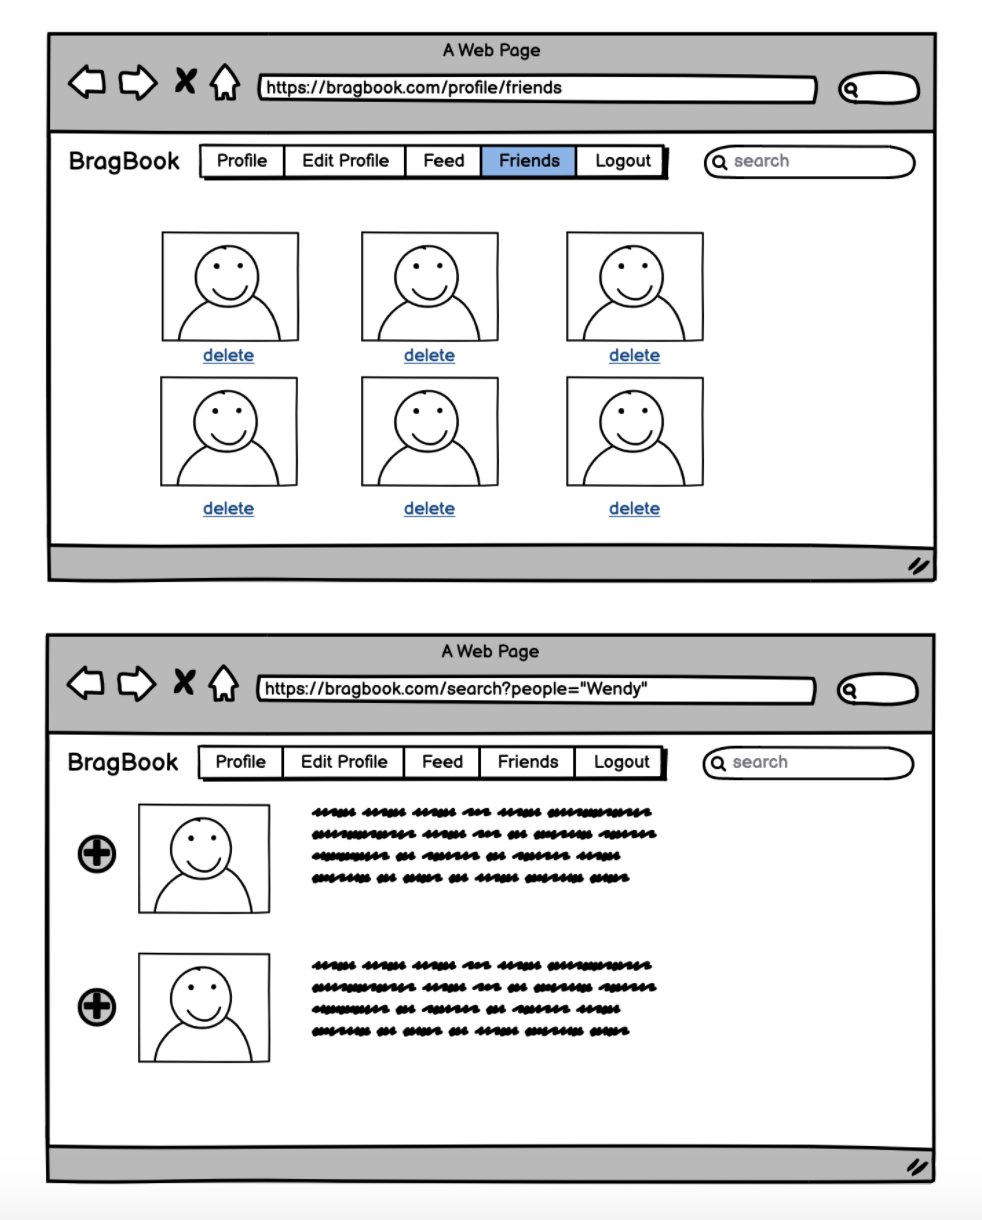 A Web Page
https://bragbook.com/profile/friends
BragBook Profile Edit Profile Feed Friends Logout search
delete delete delete
delete delete delete
A Web Page
https://bragbook.com/search?people="Wendy"
BragBook Profile Edit Profile Feed Friends Logout search